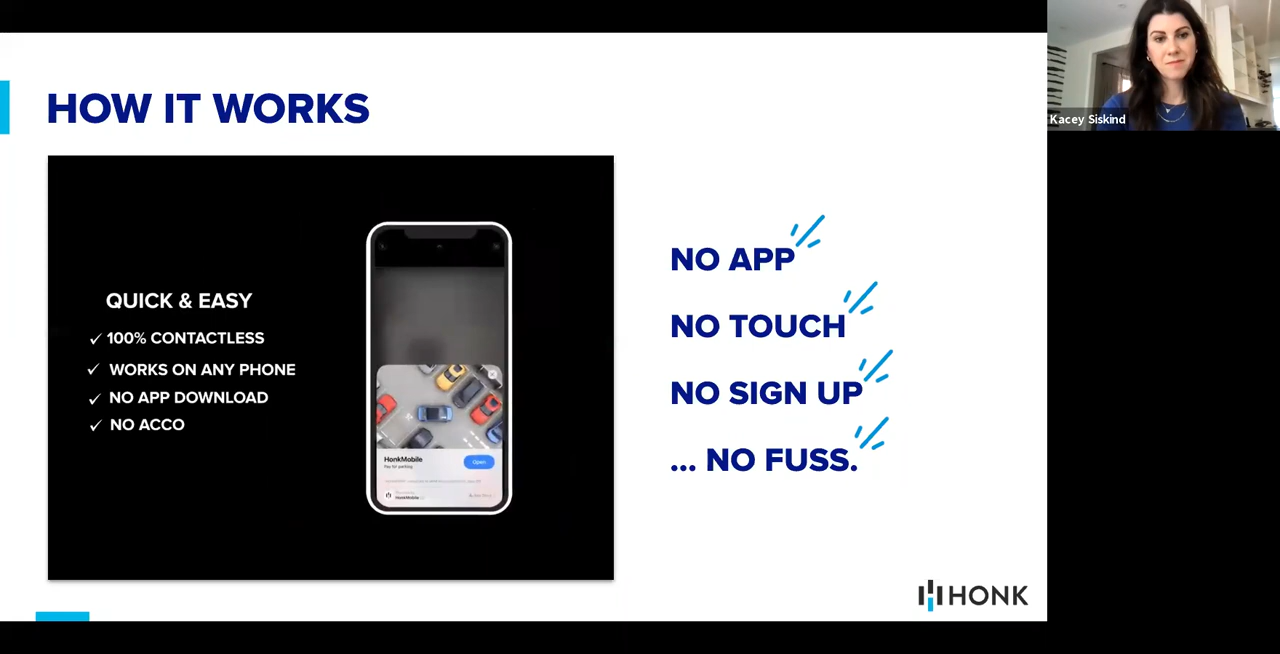 HOW IT WORKS
QUICK & EASY
✓ 100% CONTACTLESS
✓ WORKS ON ANY PHONE
✓ NO APP DOWNLOAD
✓ NO ACCO
HonkMobile
Pay for parking
Open
HonkMobile
NO APP
NO TOUCH
NO SIGN UP
... NO FUSS.
HONK
Kacey Siskind